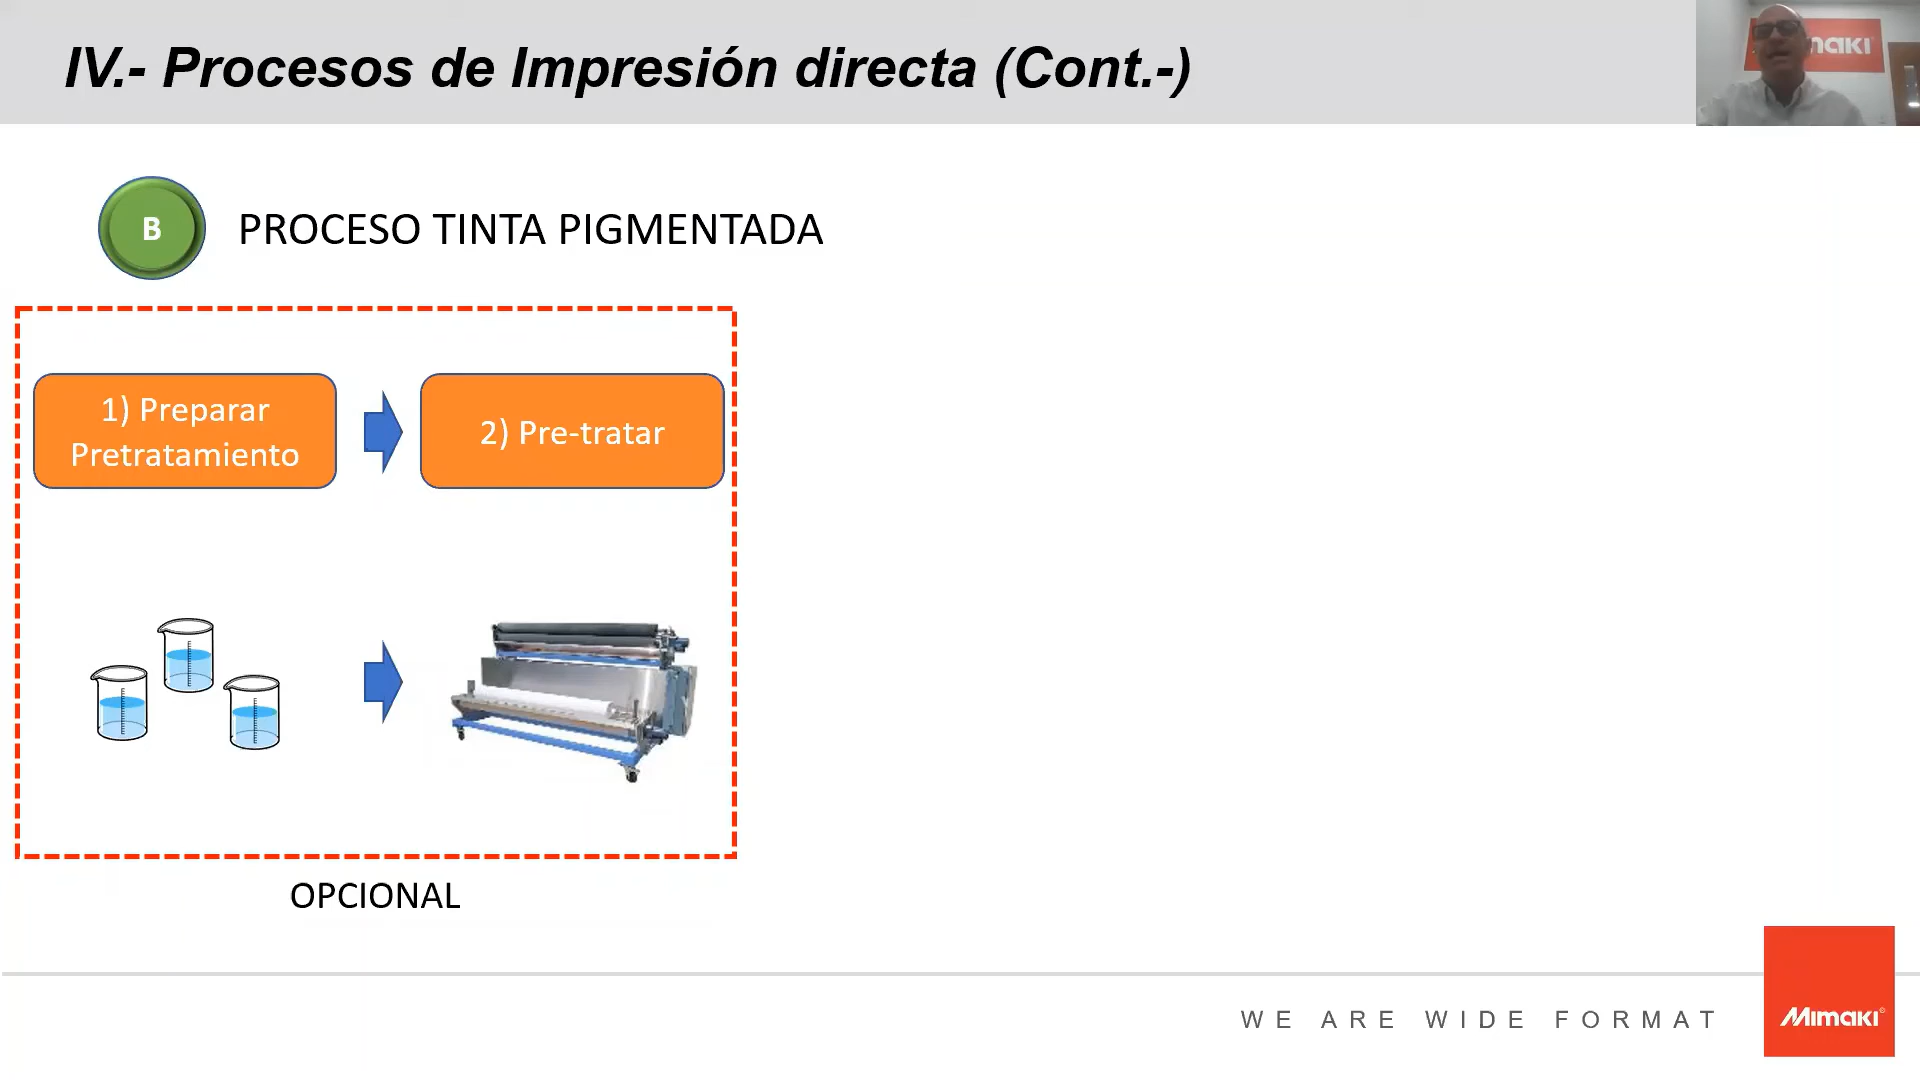 IV.- Procesos de Impresión directa (Cont.-)
maki
B
PROCESO TINTA PIGMENTADA
1) Preparar
Pretratamiento
2) Pre-tratar
OPCIONAL
WE ARE WIDE FORMAT
Mimaki